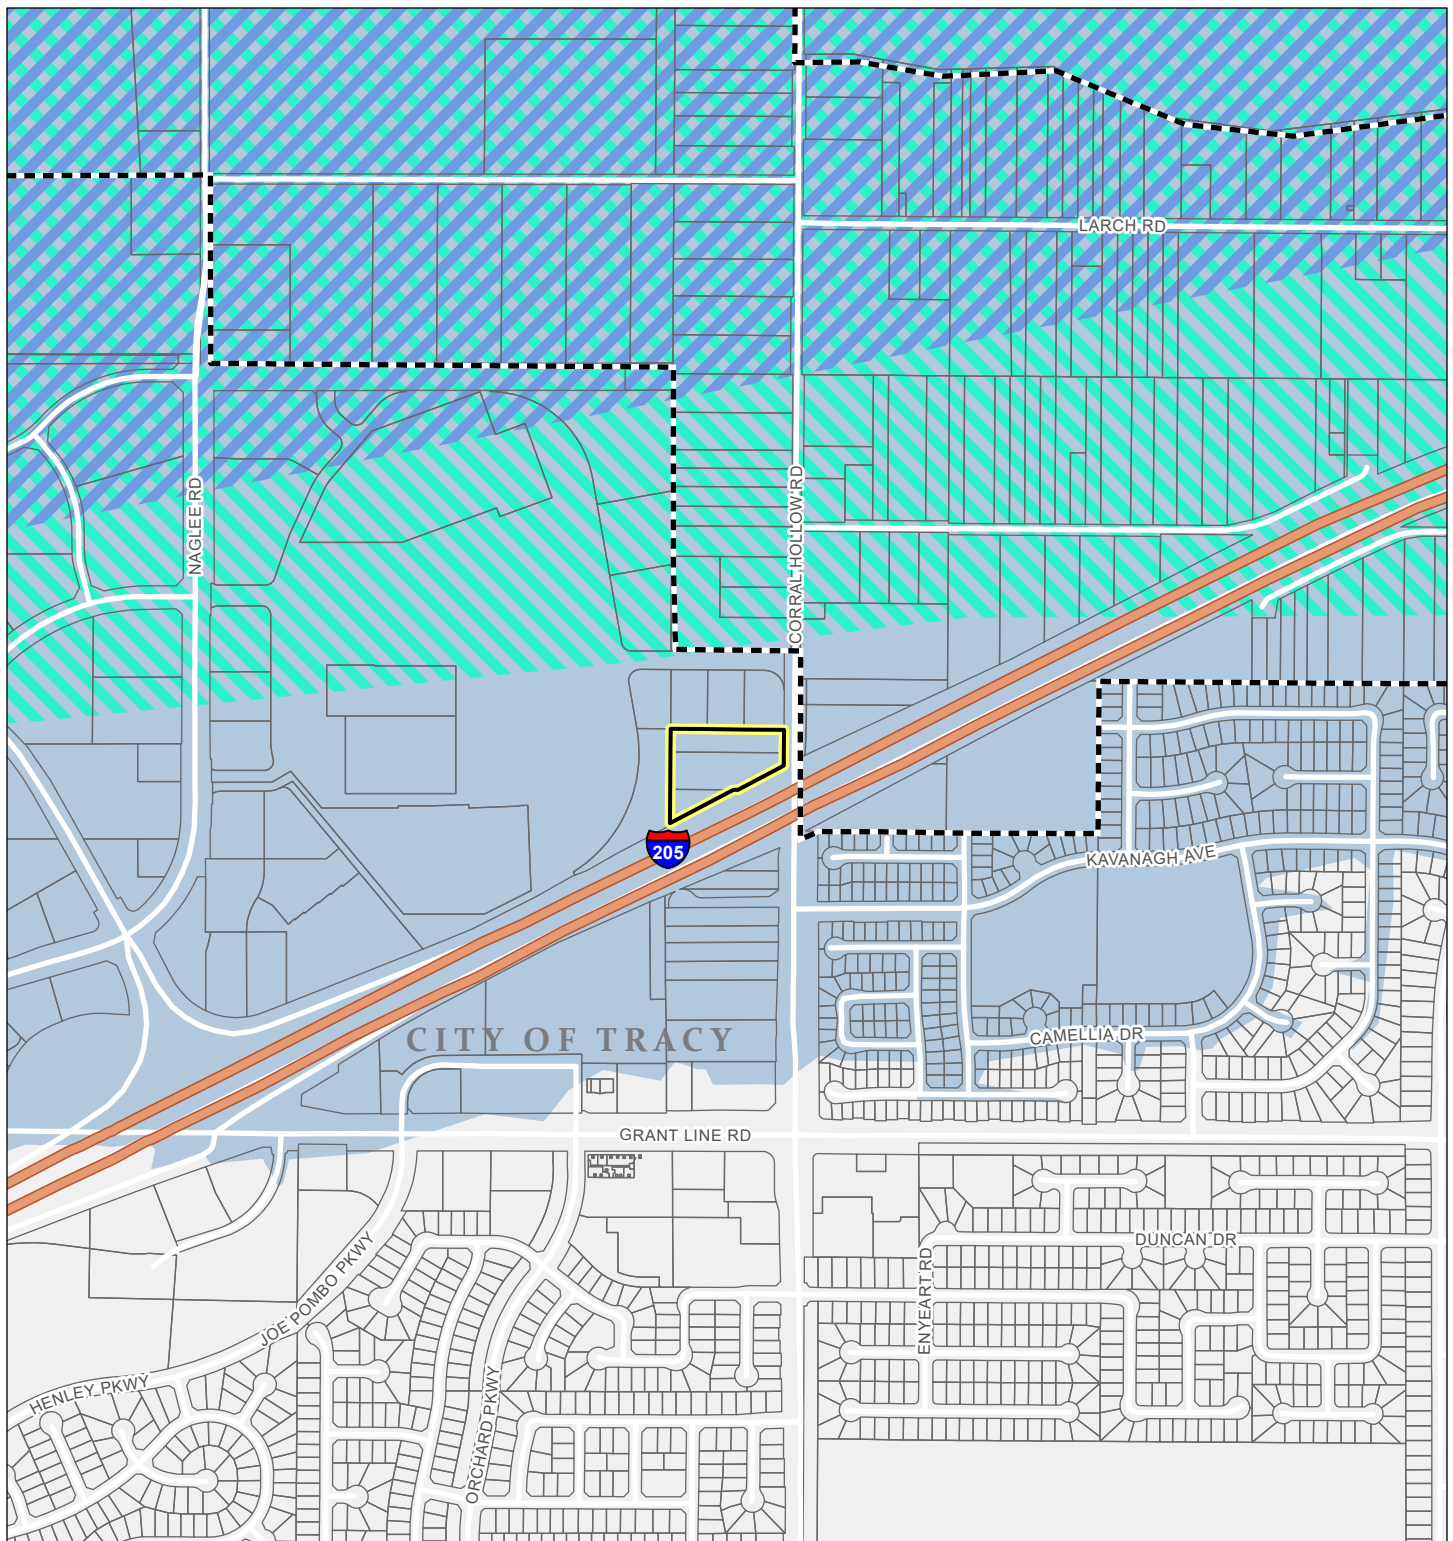 LARCH RD
NAGLEE RD
CORRAL HOLLOW RD
205
KAVANAGH AVE
CITY OF TRACY
CAMELLIA DR
GRANT LINE RD
DUNCAN DR
ENYEART RD
JOE POMBO PKWY
HENLEY PKWY
ORCHARD PKWY